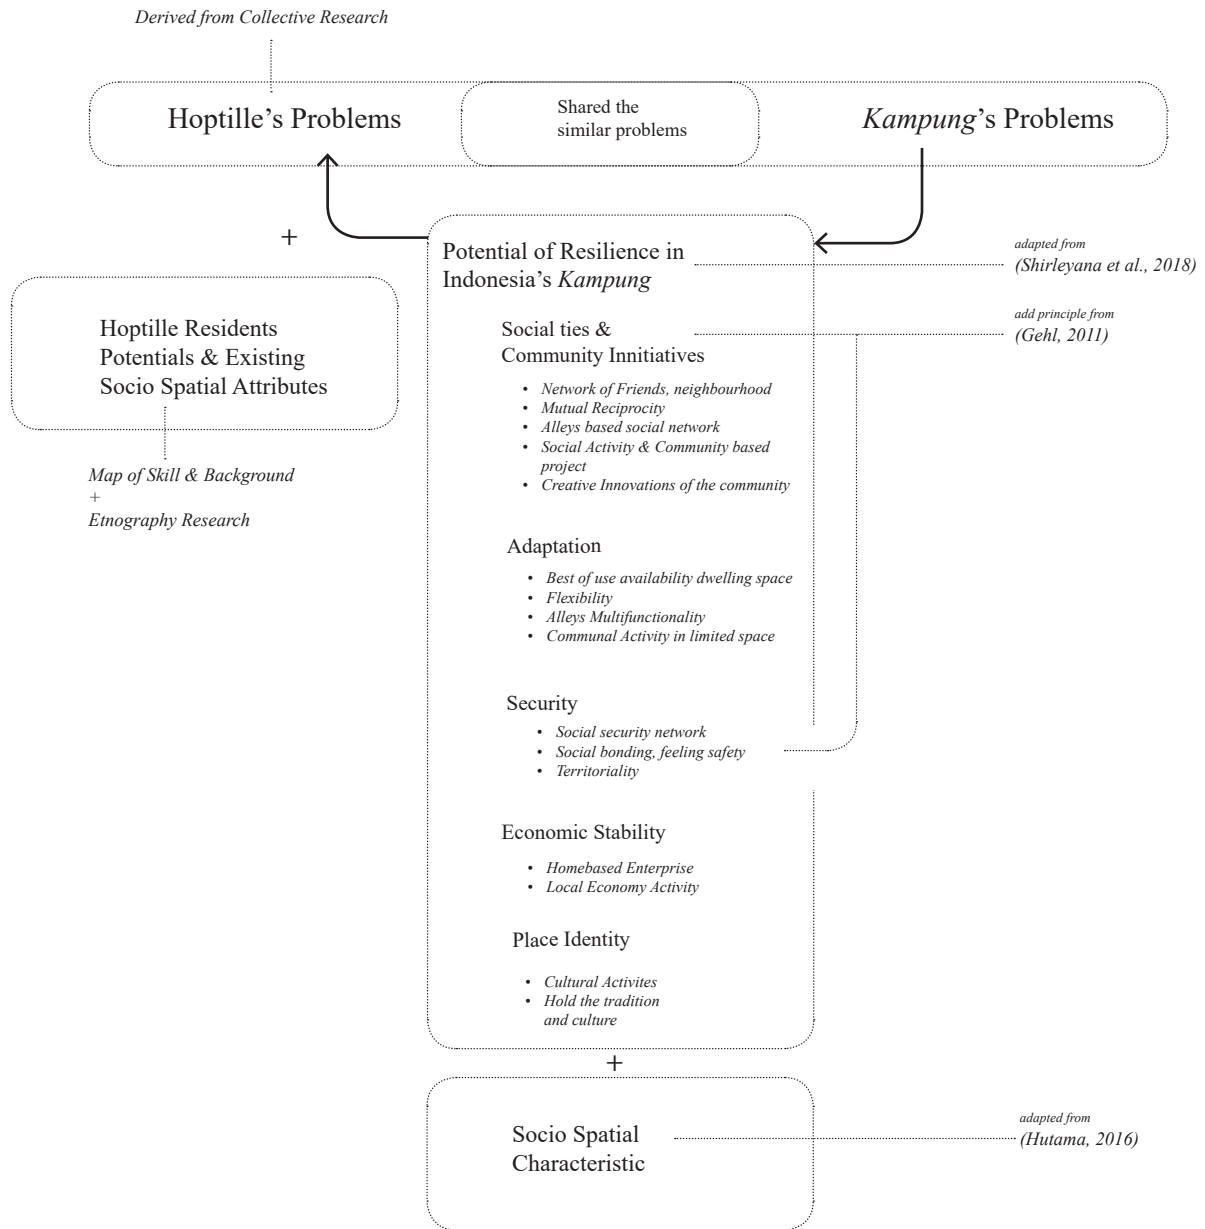 Derived from Collective Research
Hoptille's Problems
Shared the
similar problems
Kampung's Problems
+
Potential of Resilience in
Indonesia's Kampung
adapted from
(Shirleyana et al., 2018)
Hoptille Residents
Potentials & Existing
Socio Spatial Attributes
Map of Skill & Background
+
Etnography Research
Social ties &
Community Innitiatives
add principle from
(Gehl, 2011)
• Network of Friends, neighbourhood
• Mutual Reciprocity
• Alleys based social network
• Social Activity & Community based
project
• Creative Innovations of the community
Adaptation
• Best of use availability dwelling space
• Flexibility
• Alleys Multifunctionality
• Communal Activity in limited space
Security
• Social security network
• Social bonding, feeling safety
• Territoriality
Economic Stability
• Homebased Enterprise
• Local Economy Activity
Place Identity
• Cultural Activites
• Hold the tradition
and culture
+
Socio Spatial
Characteristic
adapted from
(Hutama, 2016)